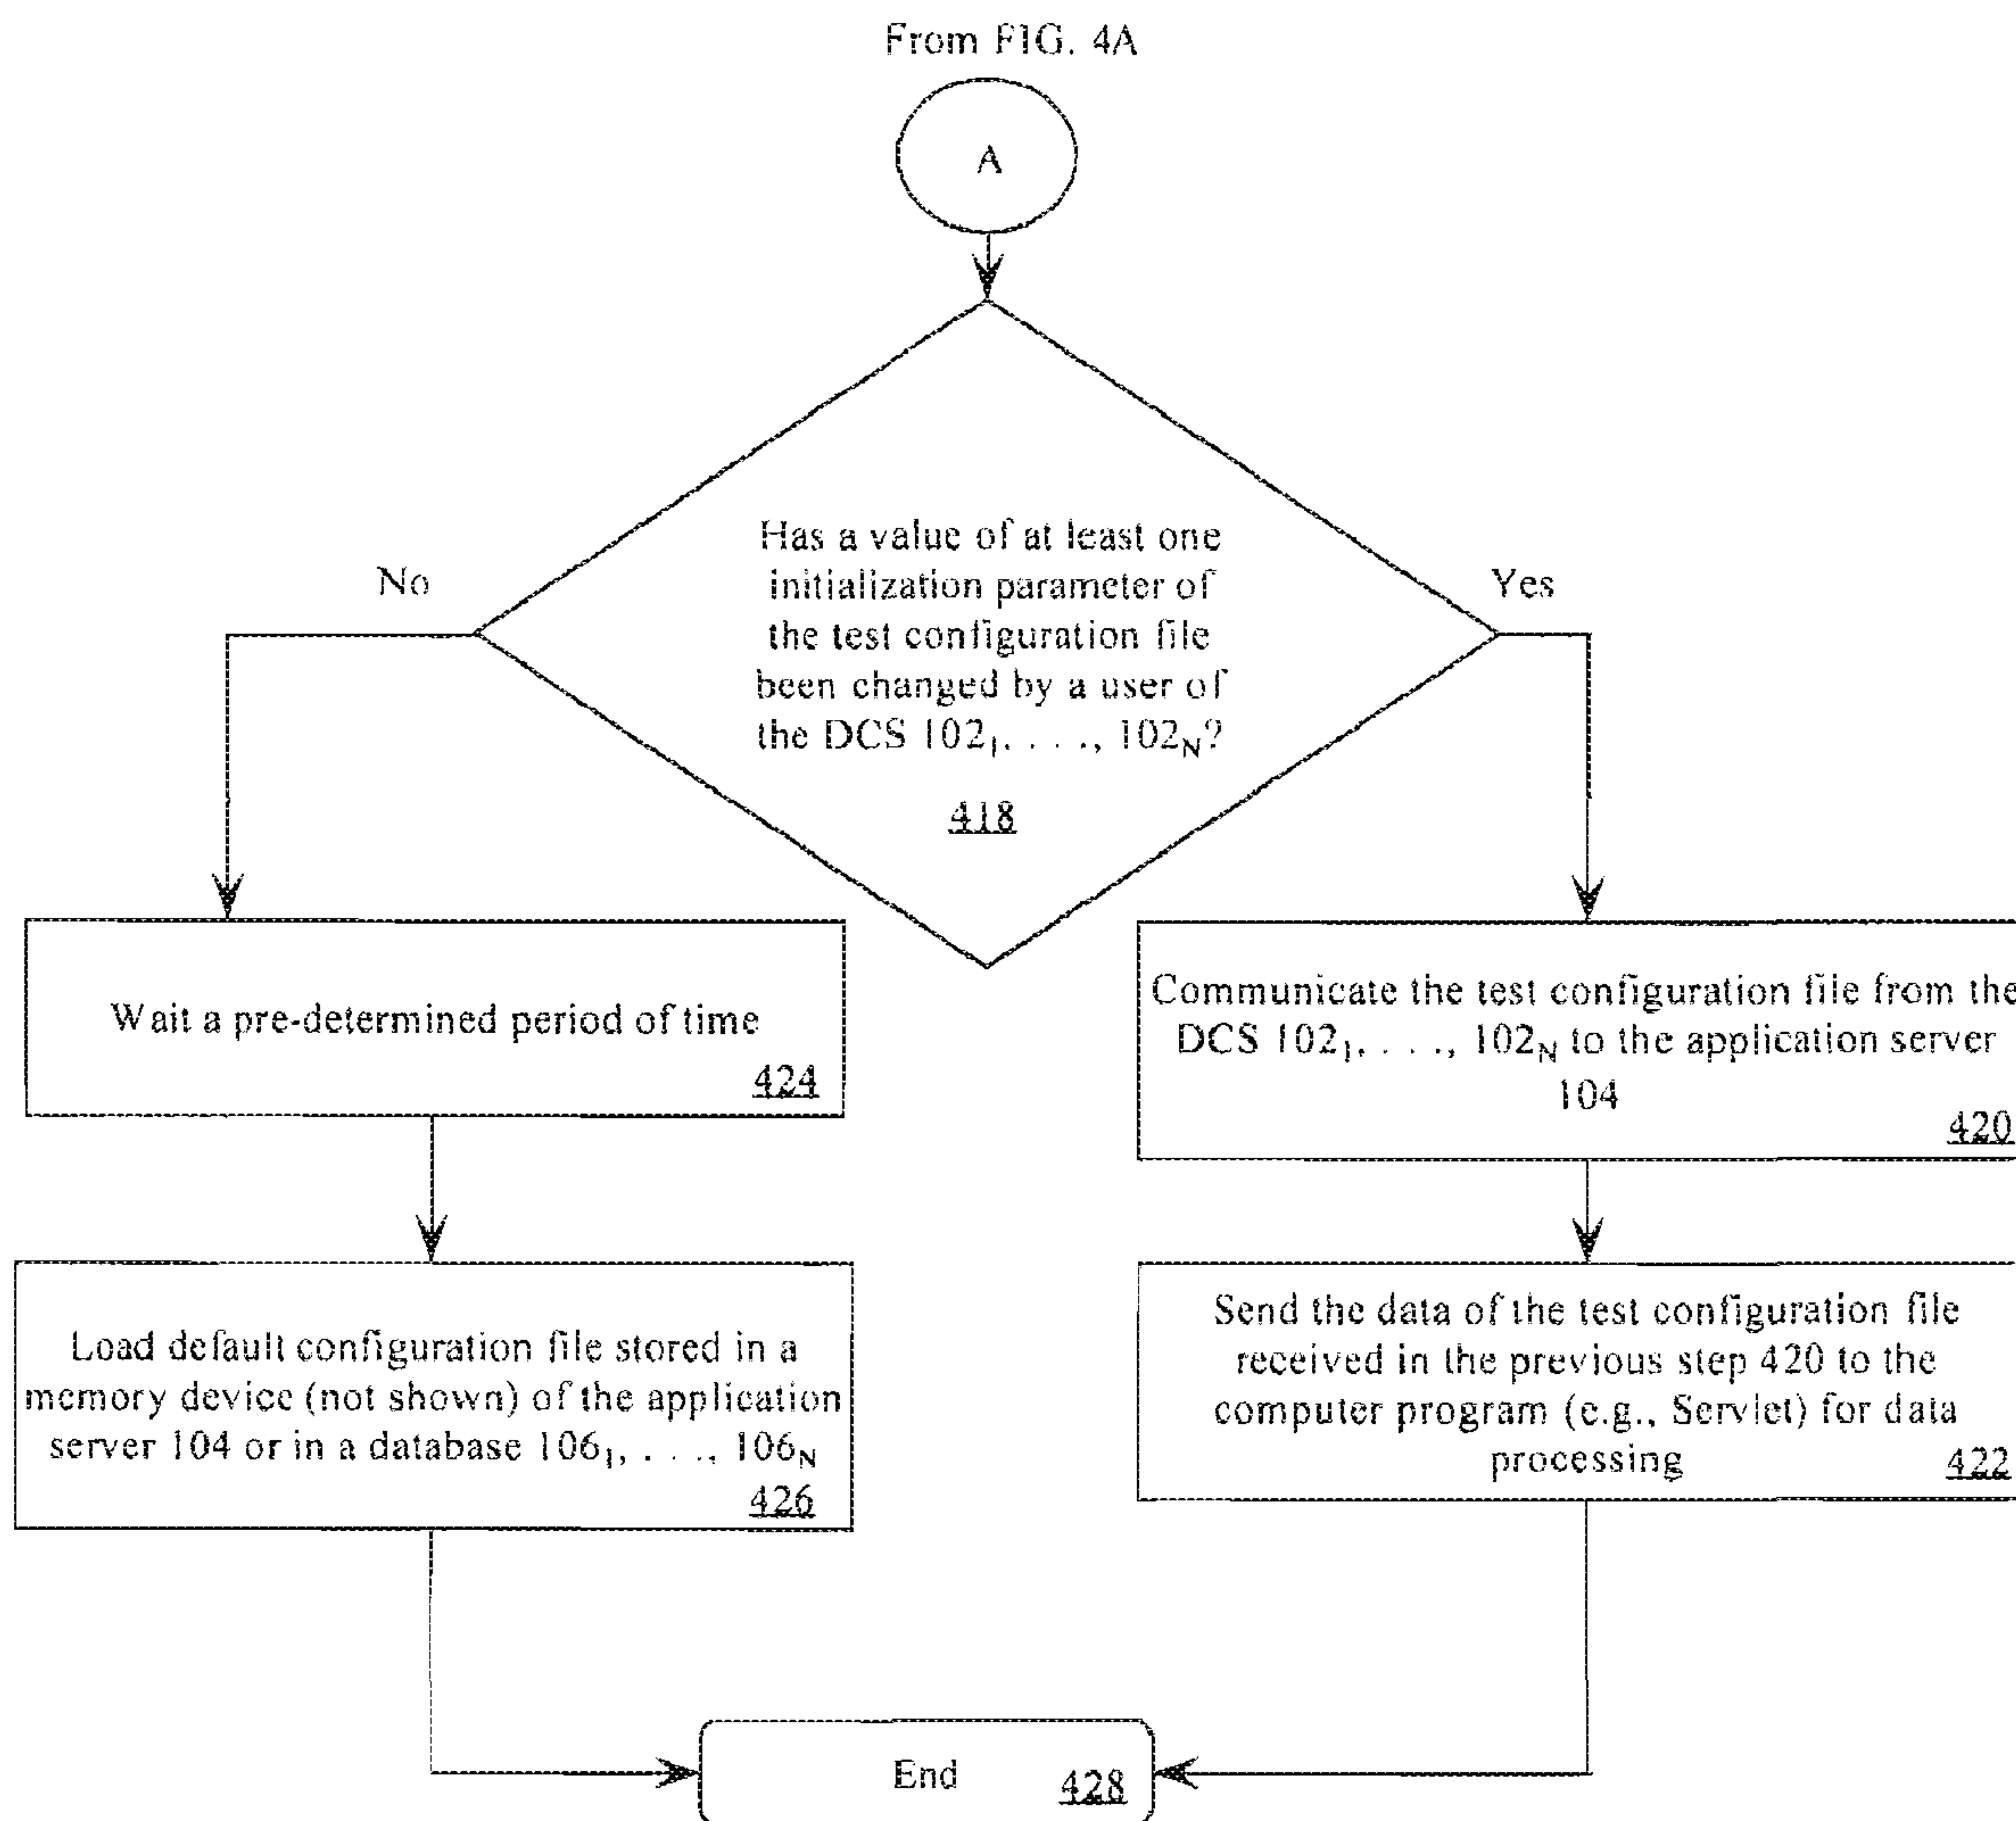 From FIG. 4A
A
Has a value of at least one
initialization parameter of
the test configuration file
been changed by a user of
the DCS 102₁, . . ., 102_N?
418
No
Yes
Wait a pre-determined period of time
424
Communicate the test configuration file from the
DCS 102₁, . . ., 102_N to the application server
104
420
Load default configuration file stored in a
memory device (not shown) of the application
server 104 or in a database 106₁, . . ., 106_N
426
Send the data of the test configuration file
received in the previous step 420 to the
computer program (e.g., Servlet) for data
processing
422
End
428